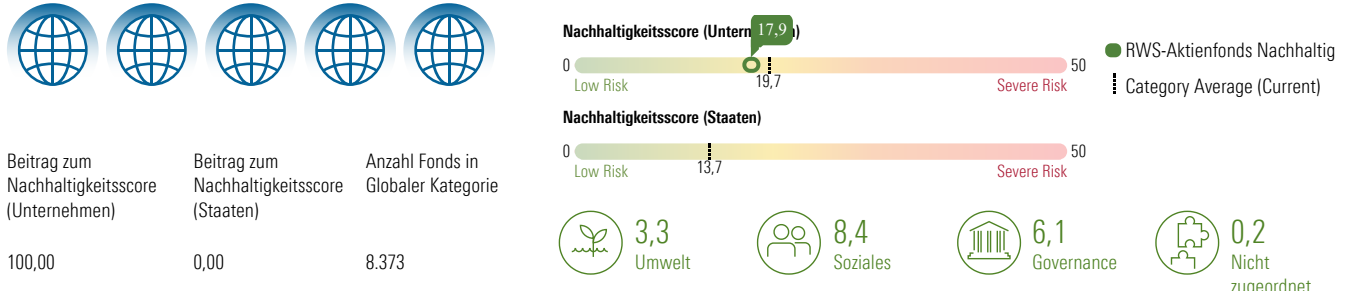 Beitrag zum
Nachhaltigkeitsscore
(Unternehmen)
100,00
Beitrag zum
Nachhaltigkeitsscore
(Staaten)
0,00
Anzahl Fonds in
Globaler Kategorie
8.373
Nachhaltigkeitsscore
17,9
0
50
Low Risk
19,7
Severe Risk
Nachhaltigkeitsscore (Staaten)
0
50
Low Risk
13,7
Severe Risk
RWS-Aktienfonds Nachhaltig
Category Average (Current)
3,3
Umwelt
8,4
Soziales
6,1
Governance
0,2
Nicht
zugeordnet